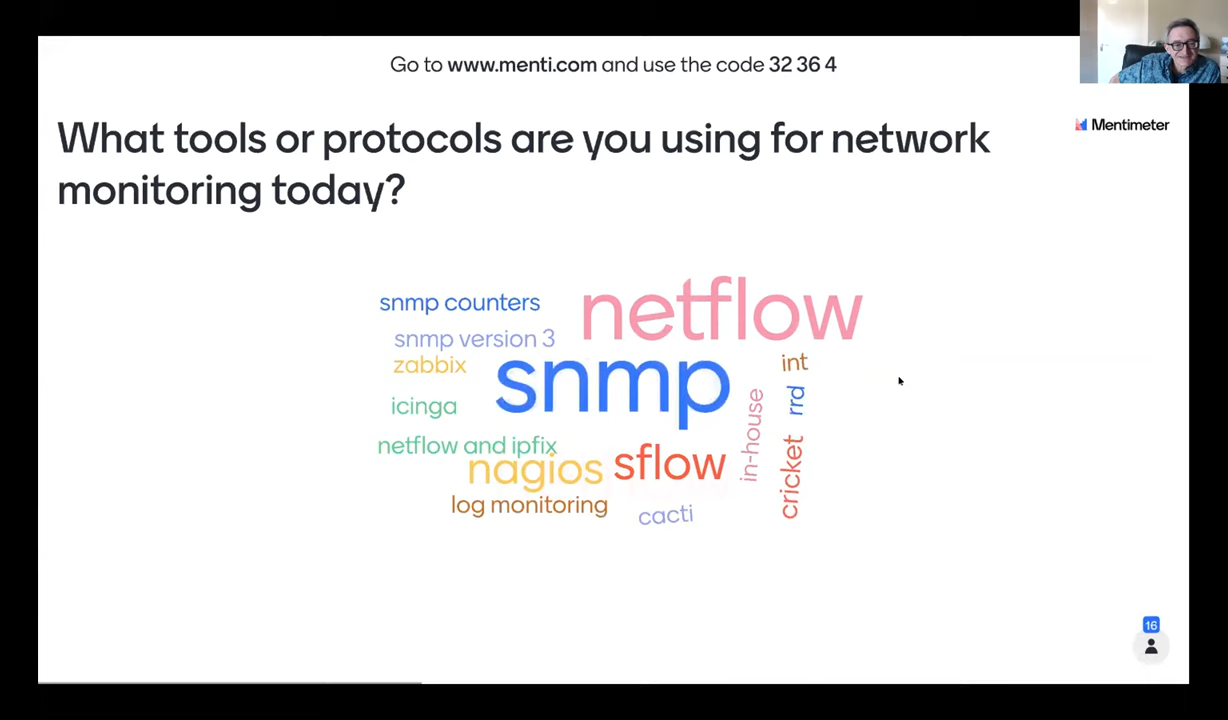 Go to www.menti.com and use the code 32 36 4
Mentimeter
What tools or protocols are you using for network
monitoring today?
snmp counters
netflow
snmp version 3
zabbix
snmp
int
icinga
in-house
rrd
netflow and ipfix
nagios
sflow
cricket
log monitoring
cacti
16